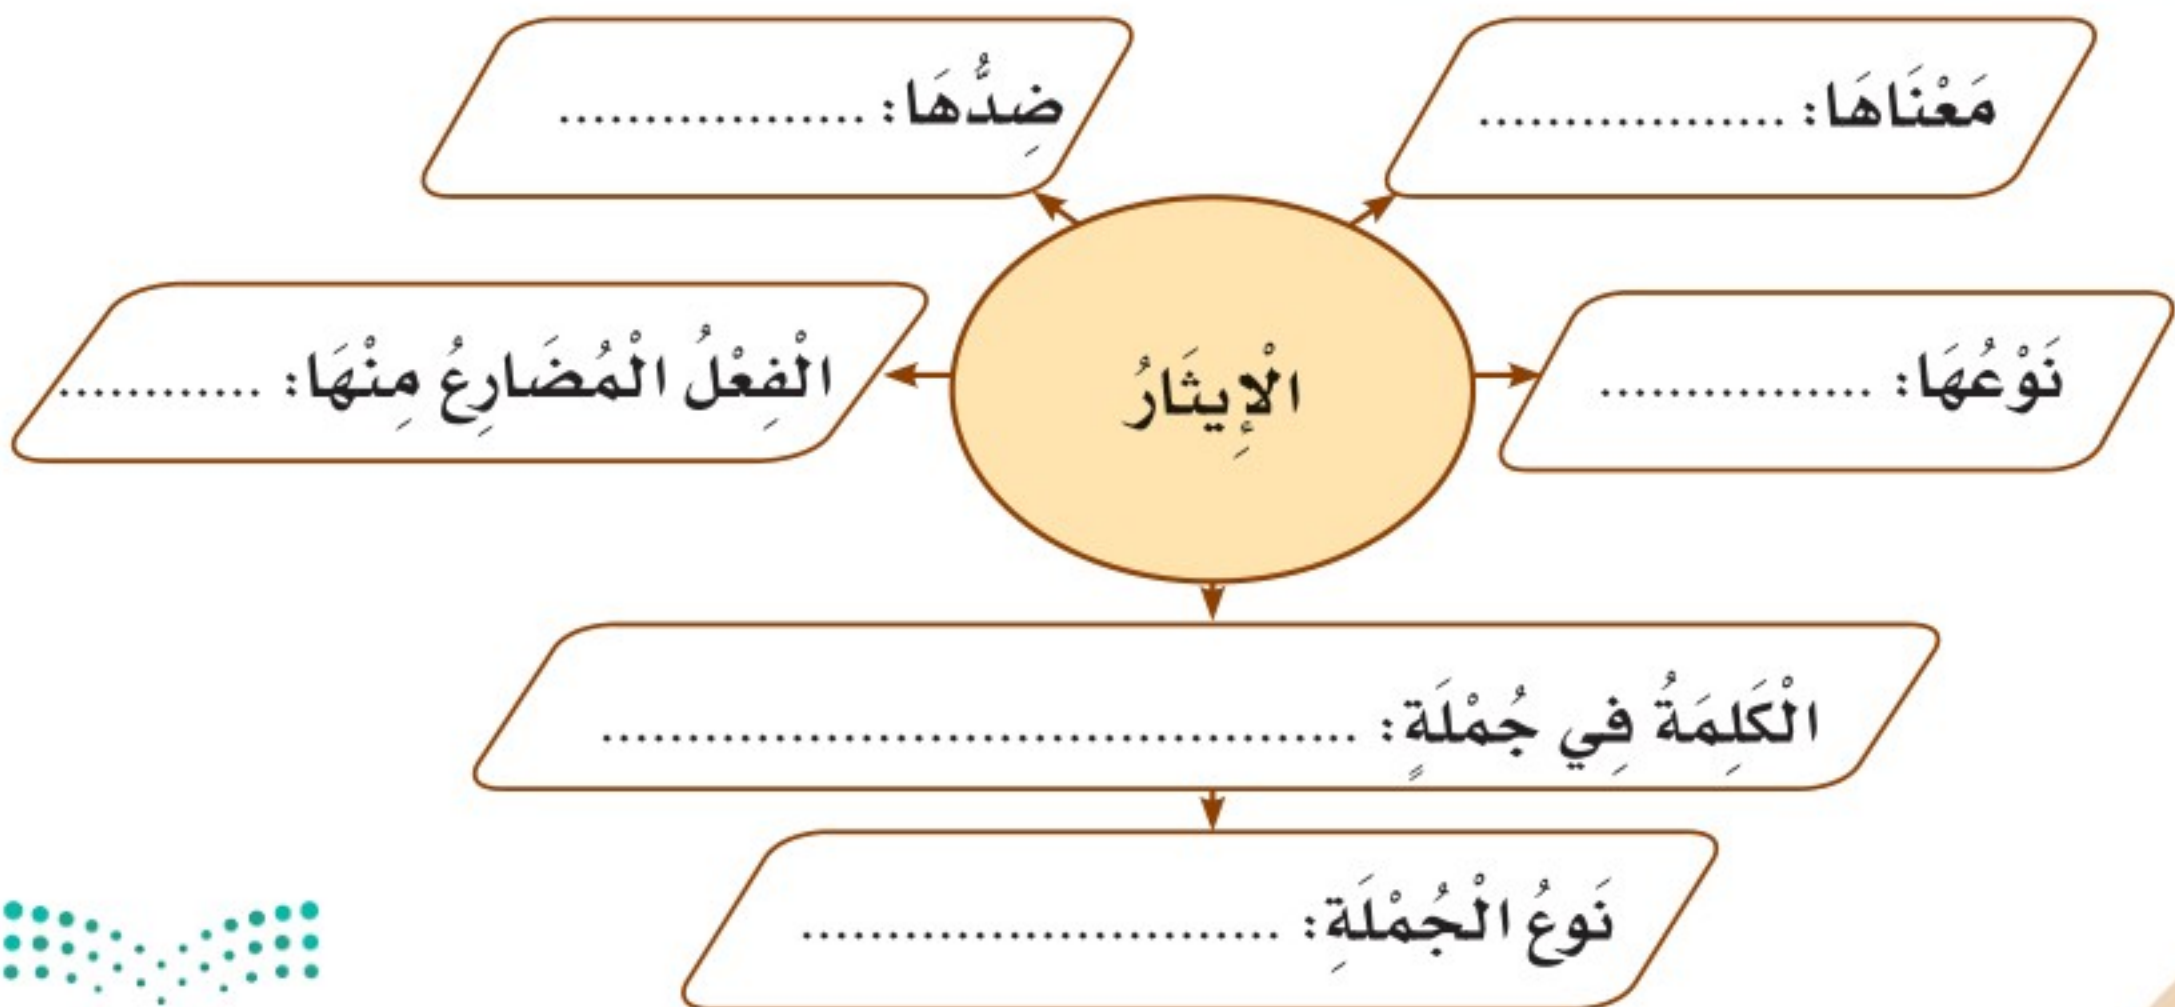 مَعْنَاهَا: ..................
ضِدُّهَا: ..................
نَوْعُهَا: ................
الْإِيثَارُ
الْفِعْلُ الْمُضَارِعُ مِنْهَا: ............
الْكَلِمَةُ فِي جُمْلَةٍ: ............................................
نَوعُ الْجُمْلَةِ: ............................